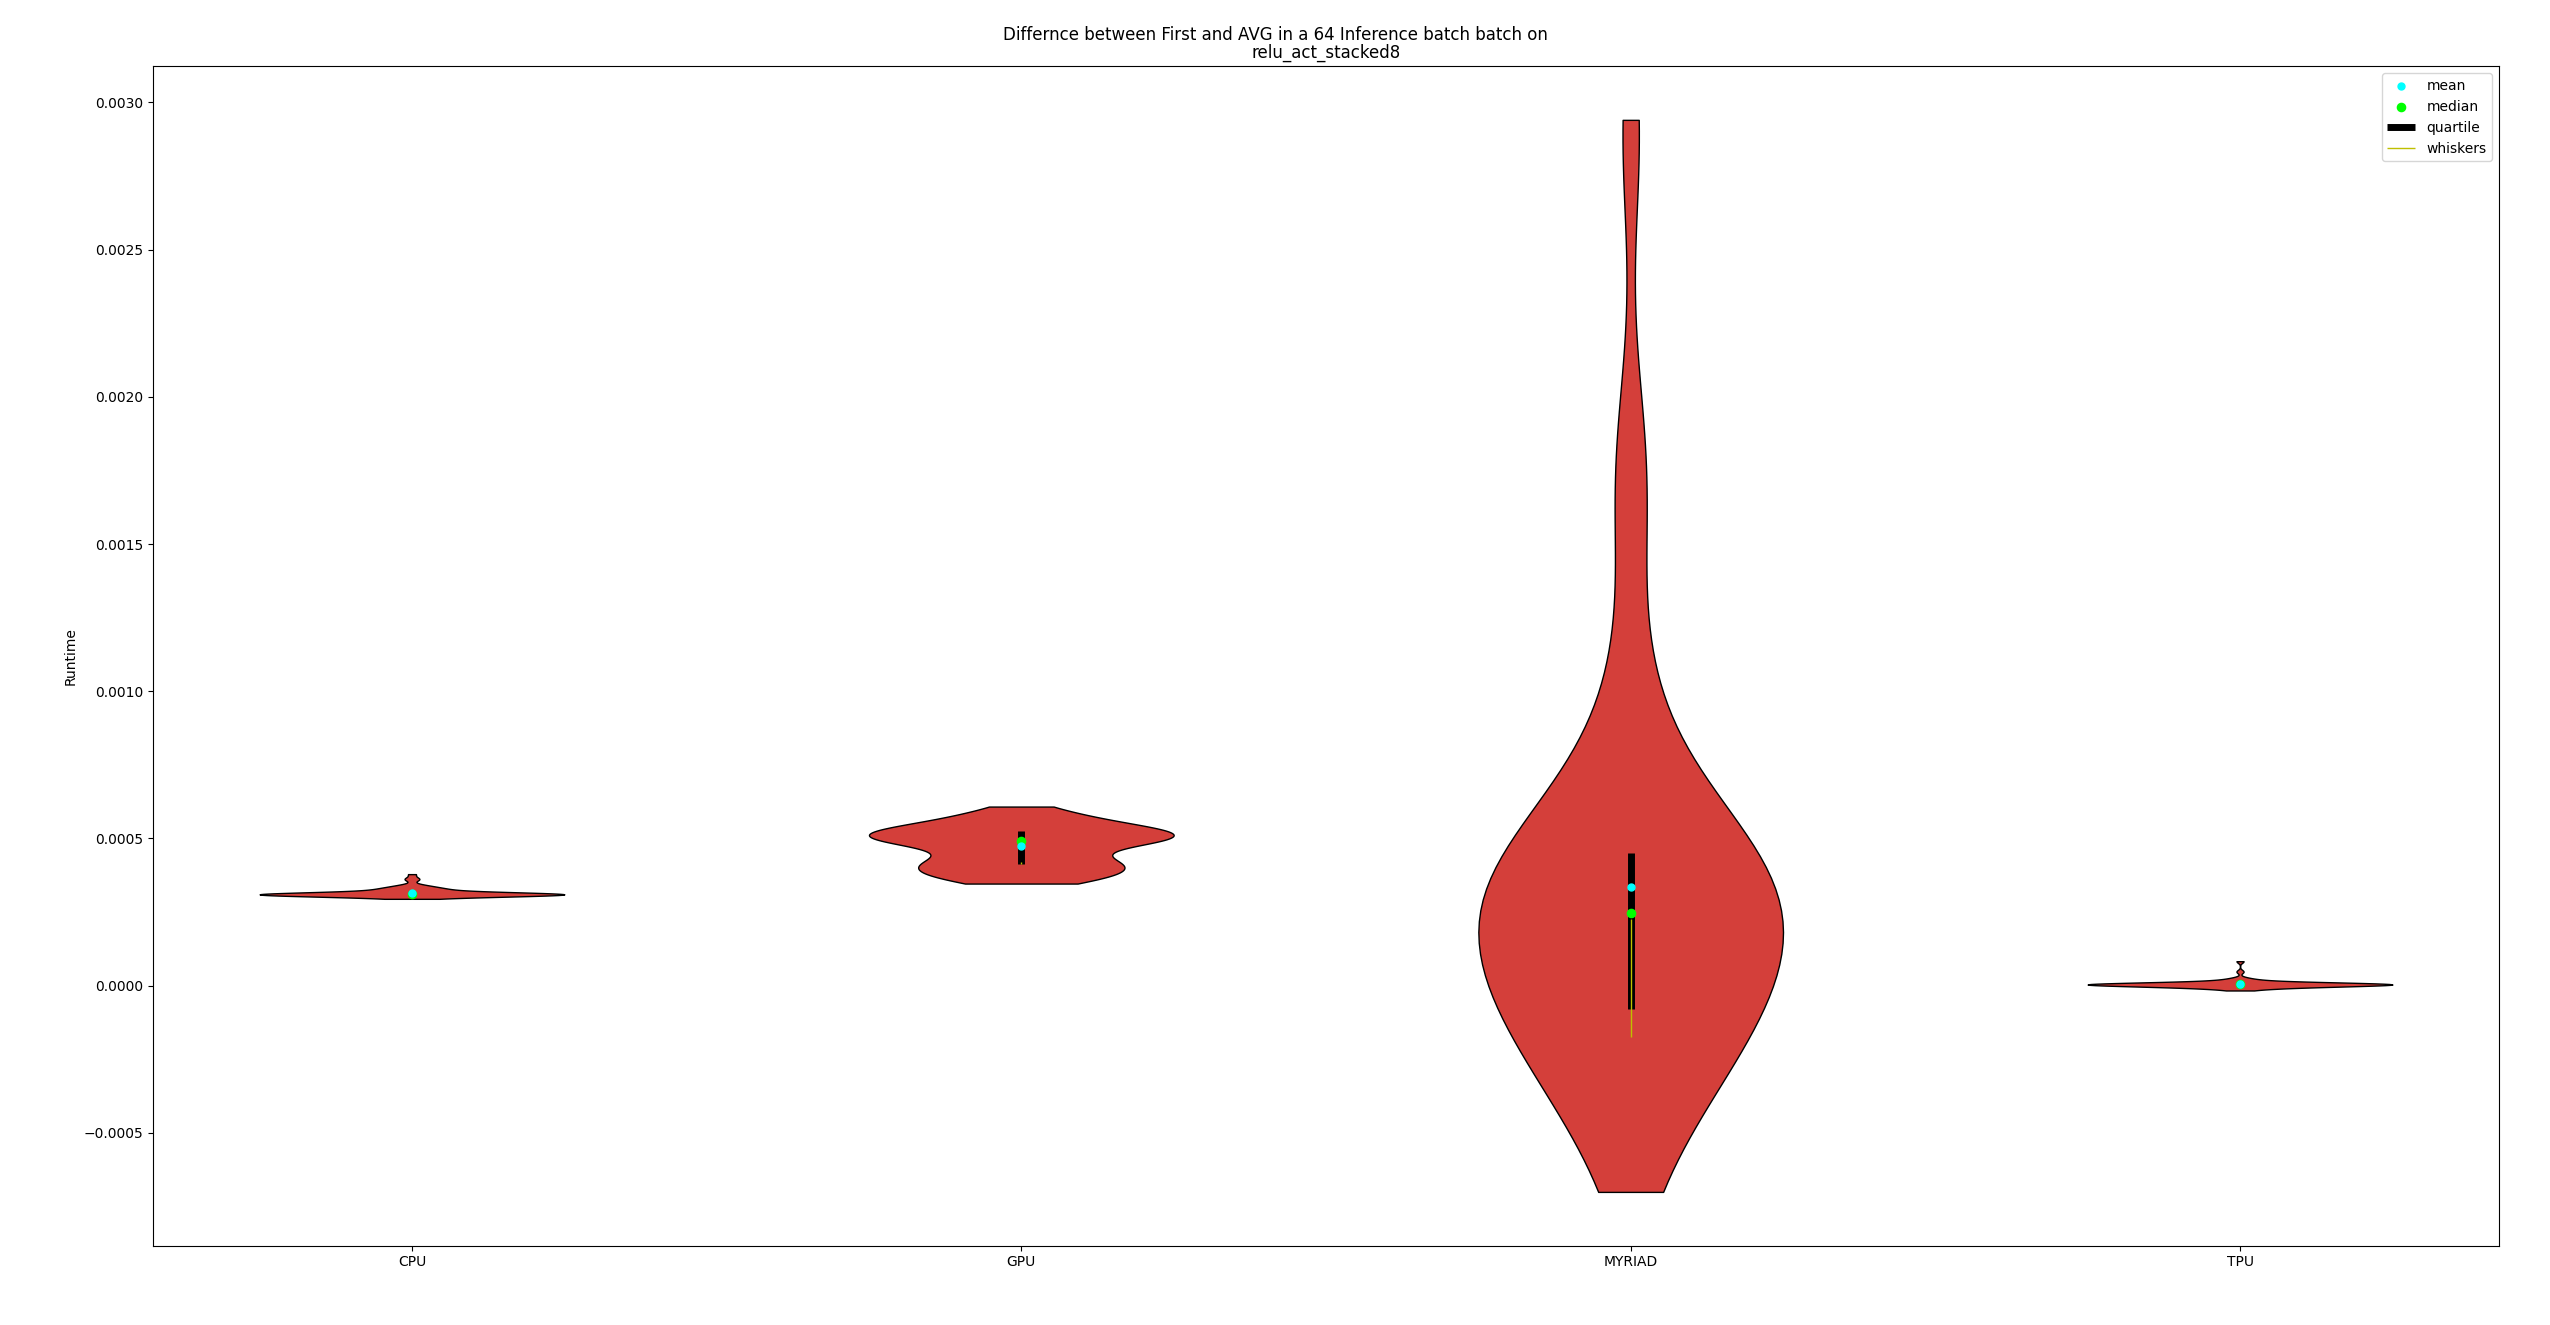 Differnce between First and AVG in a 64 Inference batch batch on
relu_act_stacked8
mean
median
quartile
whiskers
0.0030
0.0025
0.0020
0.0015
0.0010
0.0005
0.0000
−0.0005
Runtime
CPU
GPU
MYRIAD
TPU